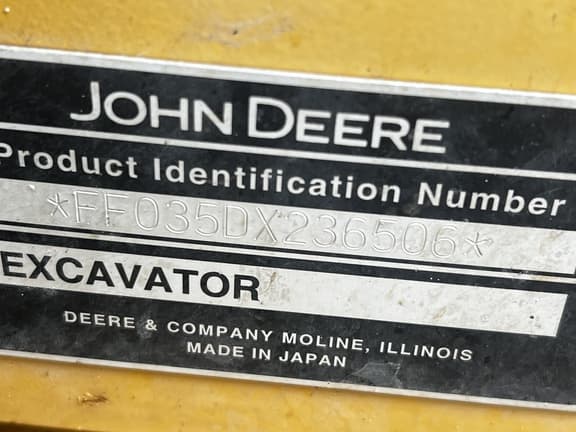 JOHN DEERE
Product Identification Number
*FF035DX236506*
EXCAVATOR
DEERE & COMPANY MOLINE, ILLINOIS
MADE IN JAPAN